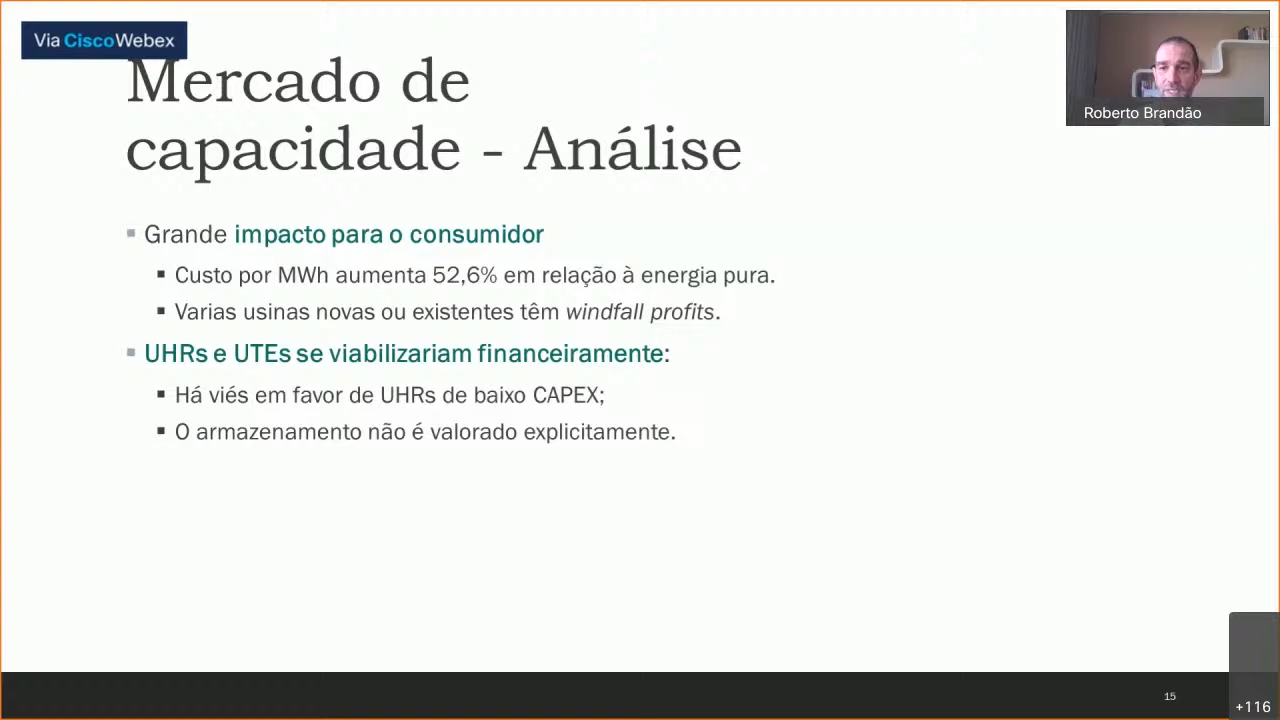 Via Cisco Webex
Mercado de
capacidade - Análise
Roberto Brandão
▪ Grande impacto para o consumidor
▪ Custo por MWh aumenta 52,6% em relação à energia pura.
▪ Varias usinas novas ou existentes têm windfall profits.
▪ UHRs e UTEs se viabilizariam financeiramente:
▪ Há viés em favor de UHRs de baixo CAPEX;
▪ O armazenamento não é valorado explicitamente.
15
+116